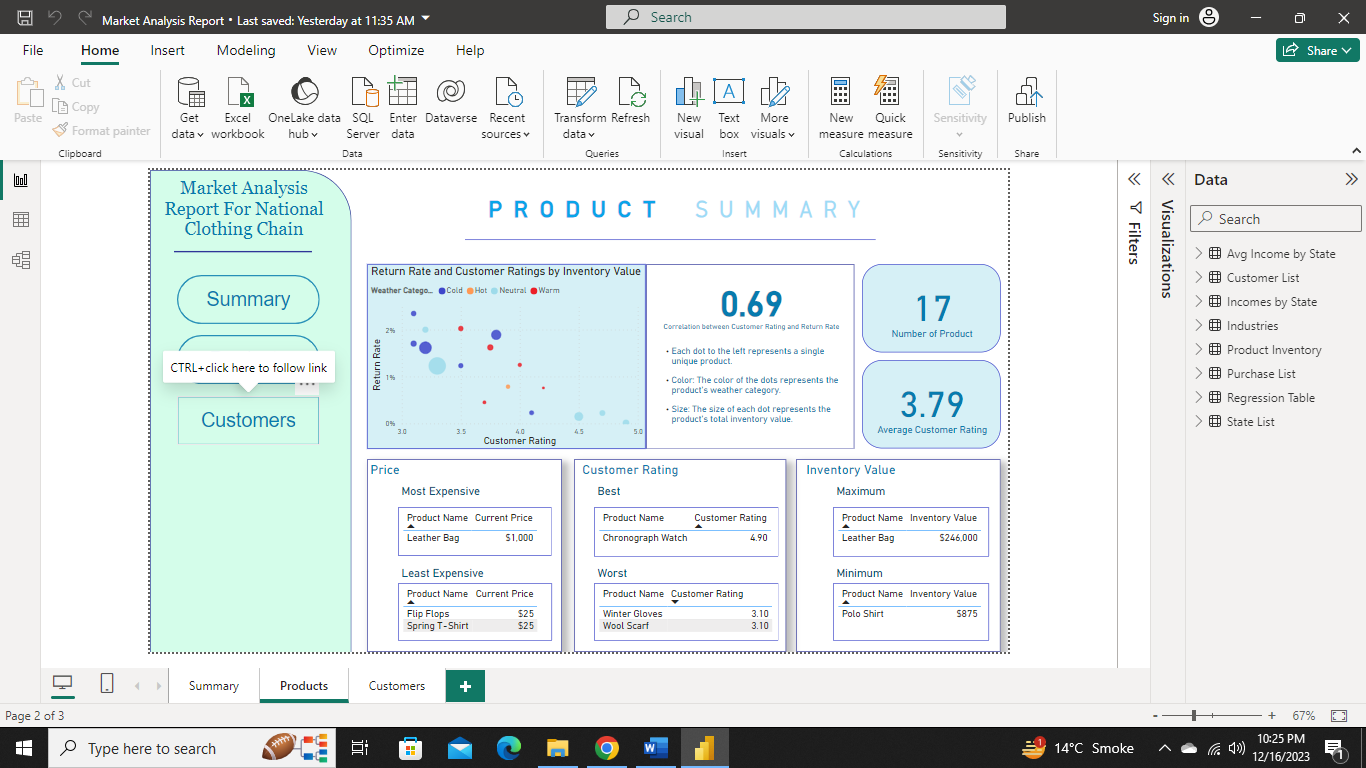 Market Analysis Report • Last saved: Yesterday at 11:35 AM
Search
Sign in
File Home Insert Modeling View Optimize Help
Share
Paste
Cut
Copy
Format painter
Clipboard
Get data
Excel workbook
OneLake data hub
SQL Server
Enter data
Dataverse
Recent sources
Data
Transform data
Refresh
Queries
New visual
Text box
More visuals
Insert
New measure
Quick measure
Calculations
Sensitivity
Sensitivity
Publish
Share
Market Analysis
Report For National
Clothing Chain
Summary
CTRL+click here to follow link
Customers
PRODUCT SUMMARY
Return Rate and Customer Ratings by Inventory Value
Weather Catego... Cold Hot Neutral Warm
Return Rate
2%
1%
0%
3.0 3.5 4.0 4.5 5.0
Customer Rating
0.69
Correlation between Customer Rating and Return Rate
• Each dot to the left represents a single
unique product.
• Color: The color of the dots represents the
product's weather category.
• Size: The size of each dot represents the
product's total inventory value.
17
Number of Product
3.79
Average Customer Rating
Price
Most Expensive
Product Name Current Price
Leather Bag $1,000
Least Expensive
Product Name Current Price
Flip Flops $25
Spring T-Shirt $25
Customer Rating
Best
Product Name Customer Rating
Chronograph Watch 4.90
Worst
Product Name Customer Rating
Winter Gloves 3.10
Wool Scarf 3.10
Inventory Value
Maximum
Product Name Inventory Value
Leather Bag $246,000
Minimum
Product Name Inventory Value
Polo Shirt $875
Filters
Visualizations
Data
Search
Avg Income by State
Customer List
Incomes by State
Industries
Product Inventory
Purchase List
Regression Table
State List
Summary Products Customers +
Page 2 of 3
- + 67%
Type here to search
W
1
14°C Smoke
10:25 PM
12/16/2023
1